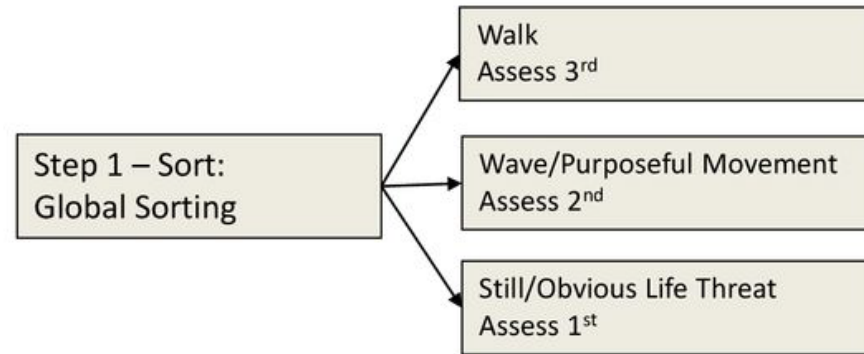 Step 1 – Sort:
Global Sorting
Walk
Assess 3rd
Wave/Purposeful Movement
Assess 2nd
Still/Obvious Life Threat
Assess 1st